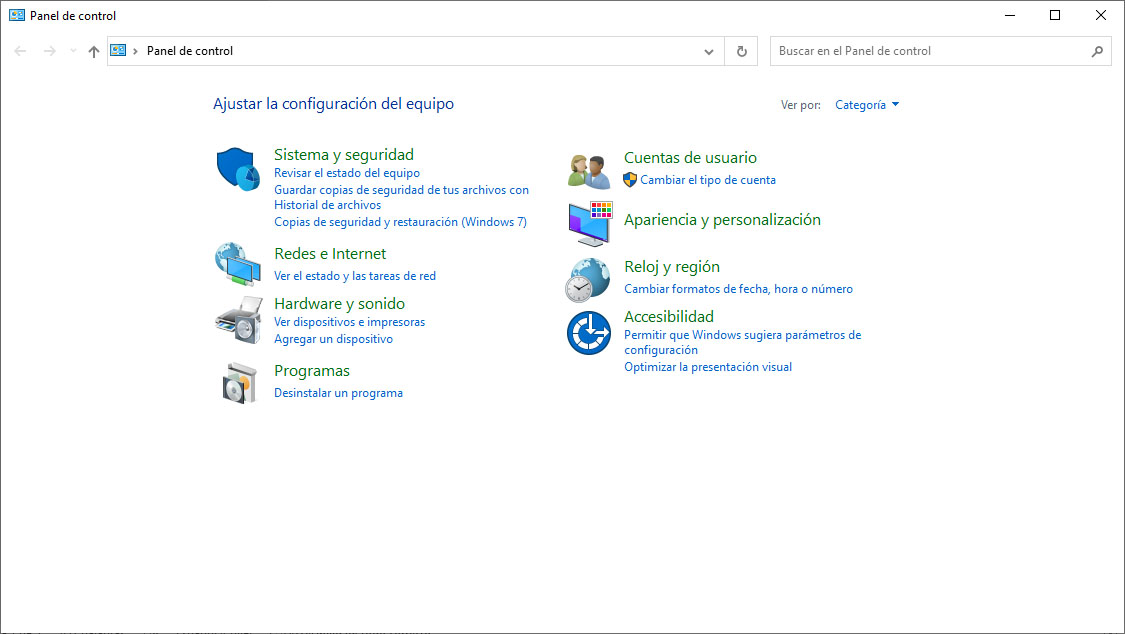 Panel de control
Panel de control
Buscar en el Panel de control
Ajustar la configuración del equipo
Ver por:
Categoría
Sistema y seguridad
Revisar el estado del equipo
Guardar copias de seguridad de tus archivos con
Historial de archivos
Copias de seguridad y restauración (Windows 7)
Redes e Internet
Ver el estado y las tareas de red
Hardware y sonido
Ver dispositivos e impresoras
Agregar un dispositivo
Programas
Desinstalar un programa
Cuentas de usuario
Cambiar el tipo de cuenta
Apariencia y personalización
Reloj y región
Cambiar formatos de fecha, hora o número
Accesibilidad
Permitir que Windows sugiera parámetros de
configuración
Optimizar la presentación visual